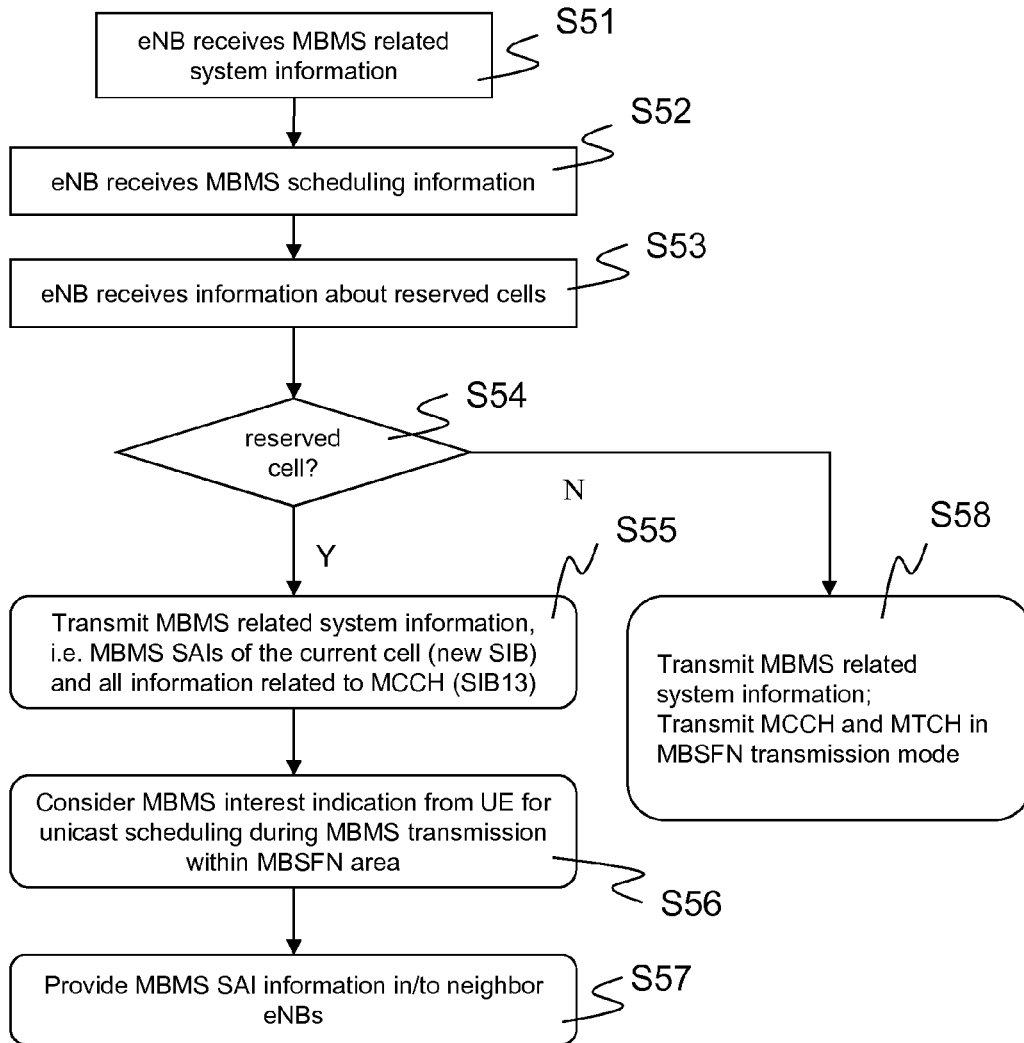 S51
eNB receives MBMS related
system information
S52
eNB receives MBMS scheduling information
S53
eNB receives information about reserved cells
S54
reserved
cell?
N
Y
S55
Transmit MBMS related system information,
i.e. MBMS SAIs of the current cell (new SIB)
and all information related to MCCH (SIB13)
S58
Transmit MBMS related
system information;
Transmit MCCH and MTCH in
MBSFN transmission mode
Consider MBMS interest indication from UE for
unicast scheduling during MBMS transmission
within MBSFN area
S56
Provide MBMS SAI information in/to neighbor
eNBs
S57